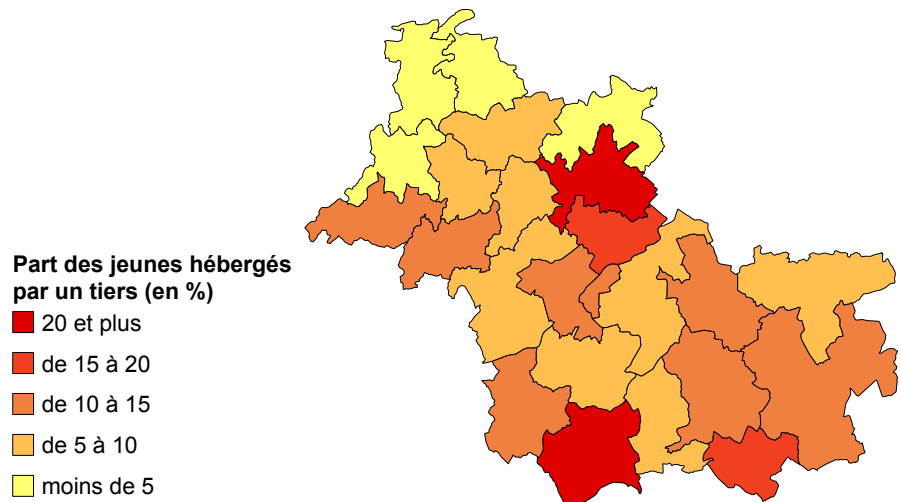 Part des jeunes hébergés
par un tiers (en %)
20 et plus
de 15 à 20
de 10 à 15
de 5 à 10
moins de 5